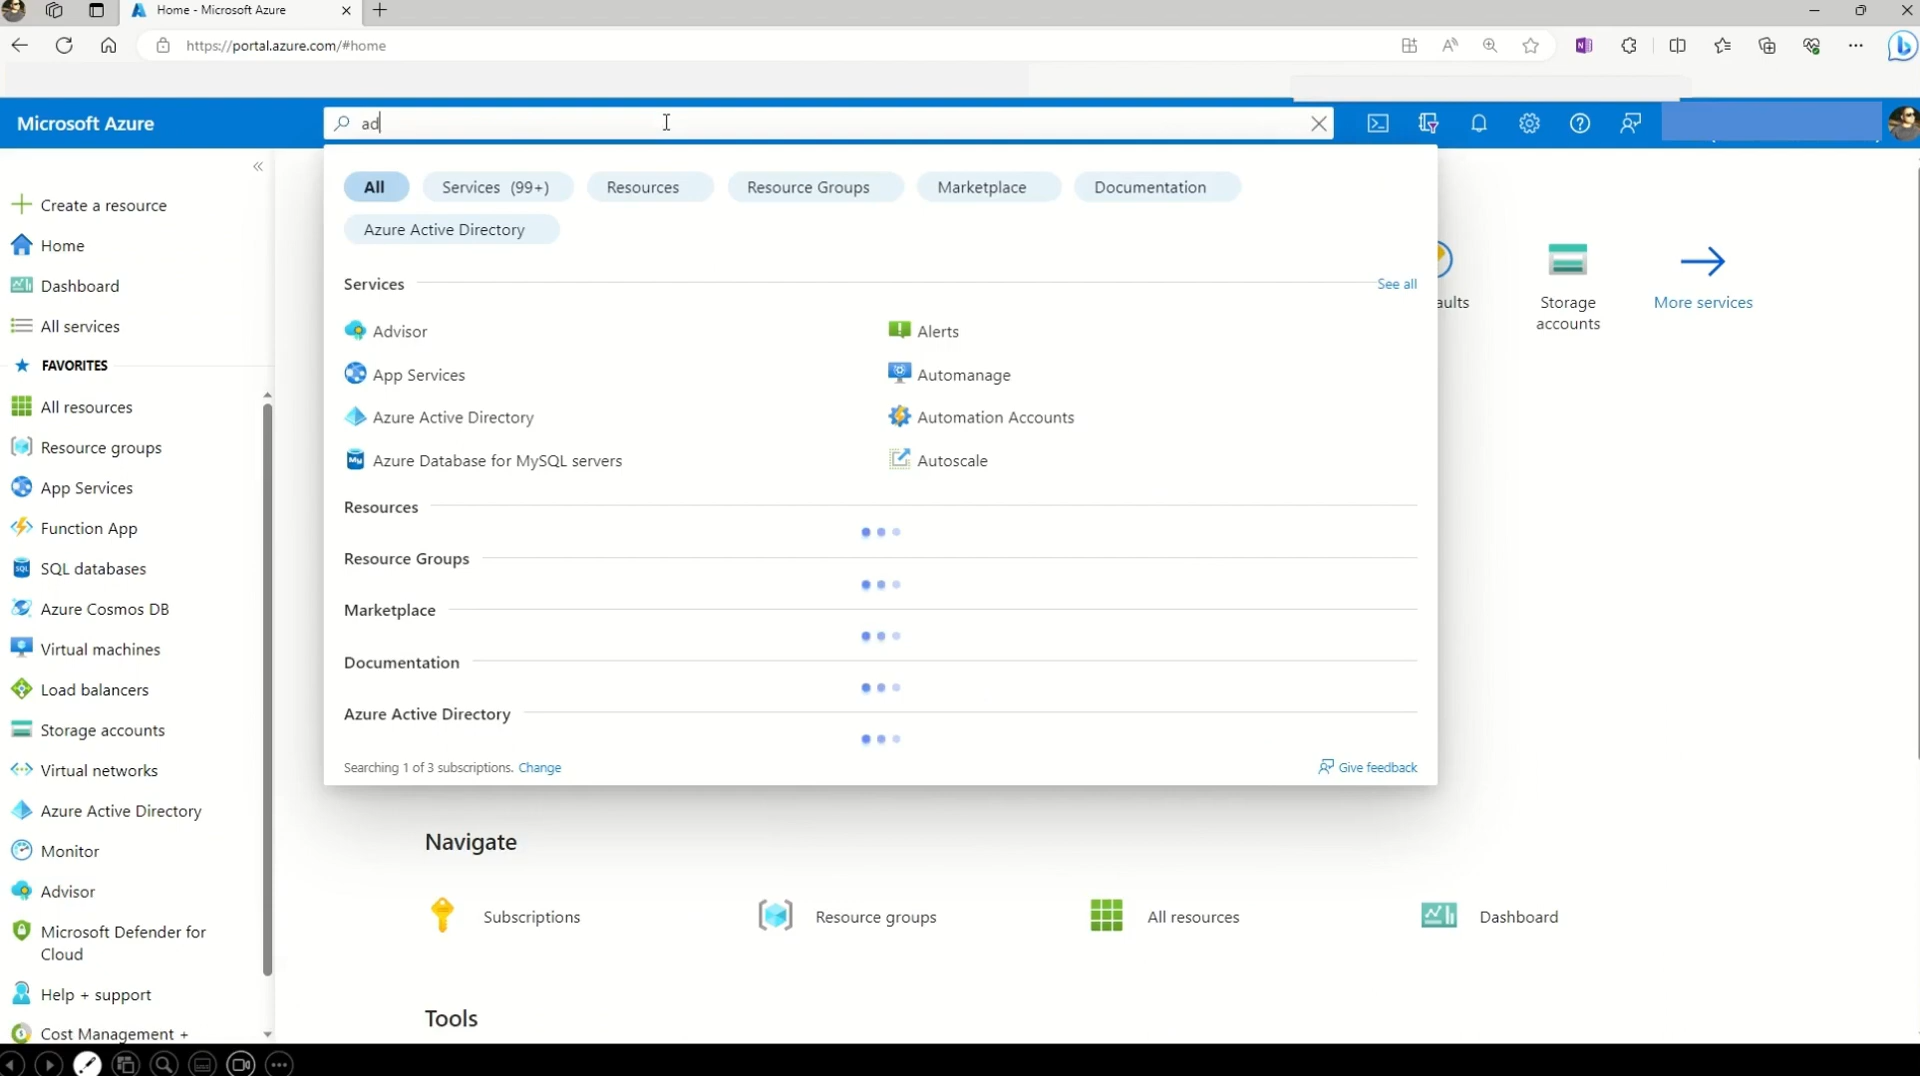 Home - Microsoft Azure
https://portal.azure.com/#home
Microsoft Azure
ad
Create a resource
Home
Dashboard
All services
FAVORITES
All resources
Resource groups
App Services
Function App
SQL databases
Azure Cosmos DB
Virtual machines
Load balancers
Storage accounts
Virtual networks
Azure Active Directory
Monitor
Advisor
Microsoft Defender for
Cloud
Help + support
Cost Management +
All
Services (99+)
Resources
Resource Groups
Marketplace
Documentation
Azure Active Directory
Services
See all
Advisor
Alerts
App Services
Automanage
Azure Active Directory
Automation Accounts
Azure Database for MySQL servers
Autoscale
Resources
Resource Groups
Marketplace
Documentation
Azure Active Directory
Searching 1 of 3 subscriptions. Change
Give feedback
aults
Storage
accounts
More services
Navigate
Subscriptions
Resource groups
All resources
Dashboard
Tools